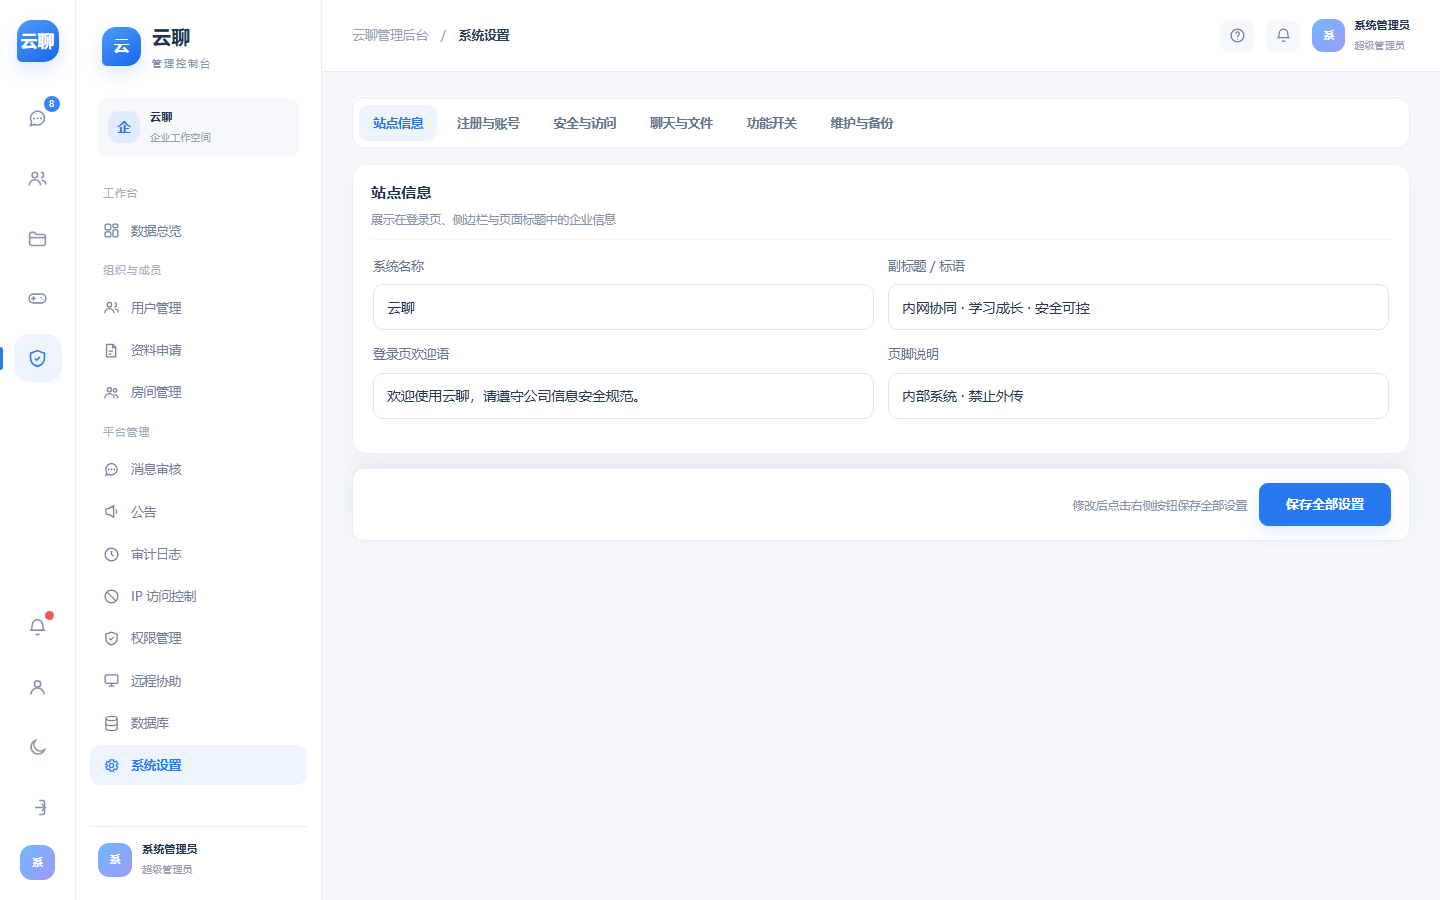 云聊
8
系
云
云聊
管理控制台
企
云聊
企业工作空间
工作台
数据总览
组织与成员
用户管理
资料申请
房间管理
平台管理
消息审核
公告
审计日志
IP 访问控制
权限管理
远程协助
数据库
系统设置
系
系统管理员
超级管理员
云聊管理后台 / 系统设置
系
系统管理员
超级管理员
站点信息 注册与账号 安全与访问 聊天与文件 功能开关 维护与备份
站点信息
展示在登录页、侧边栏与页面标题中的企业信息
系统名称
云聊
副标题 / 标语
内网协同 · 学习成长 · 安全可控
登录页欢迎语
欢迎使用云聊，请遵守公司信息安全规范。
页脚说明
内部系统 · 禁止外传
修改后点击右侧按钮保存全部设置
保存全部设置